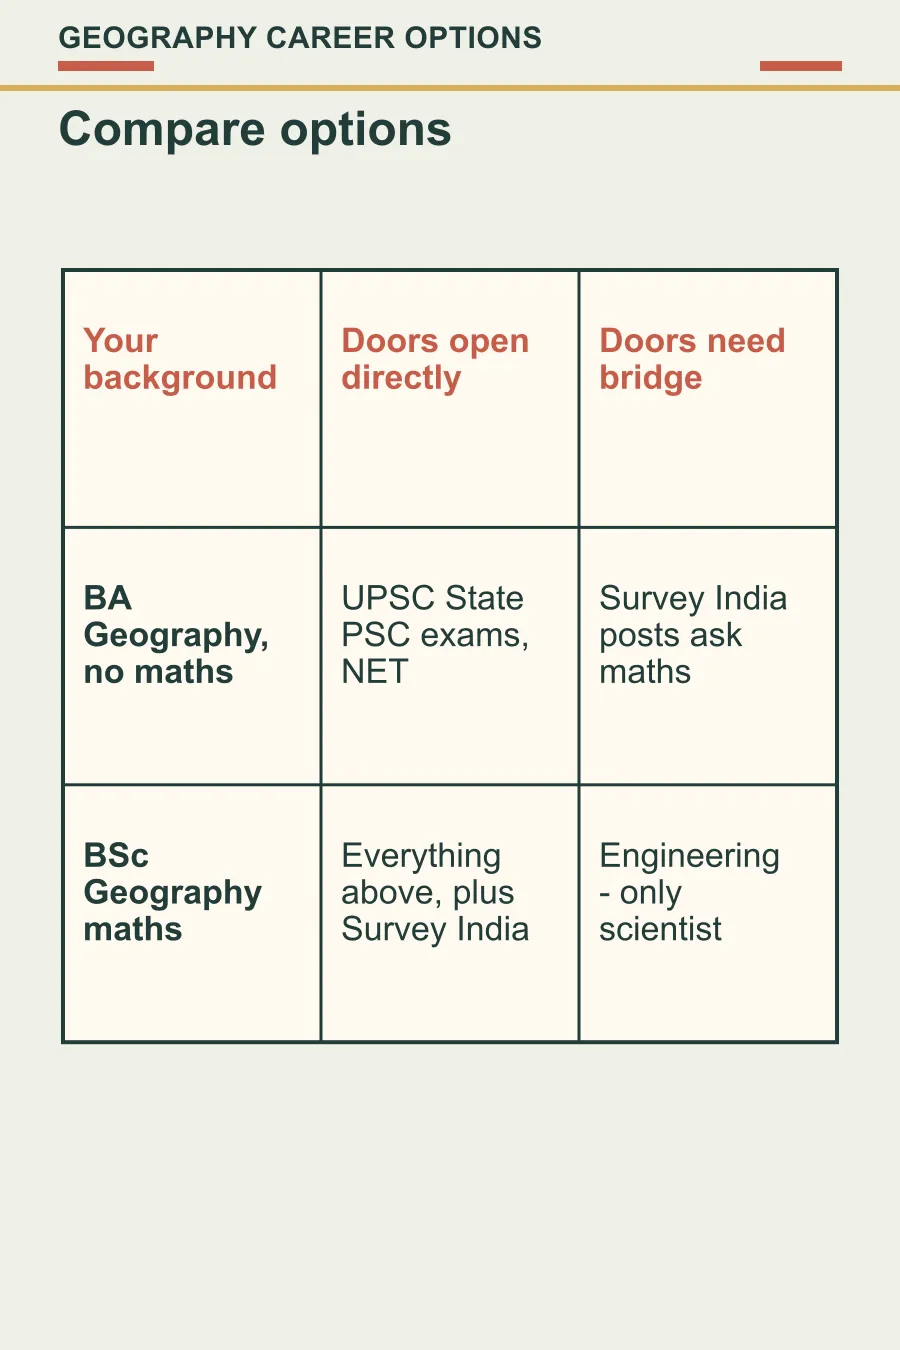 GEOGRAPHY CAREER OPTIONS
Compare options
Your
background
Doors open
directly
Doors need
bridge
BA
Geography,
no maths
UPSC State
PSC exams,
NET
Survey India
posts ask
maths
BSc
Geography
maths
Everything
above, plus
Survey India
Engineering
- only
scientist